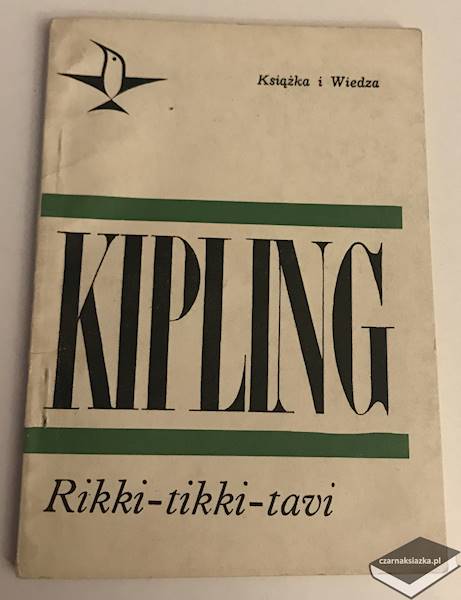 Książka i Wiedza
KIPLING
Rikki-tikki-tavi
czarnaksiazka.pl